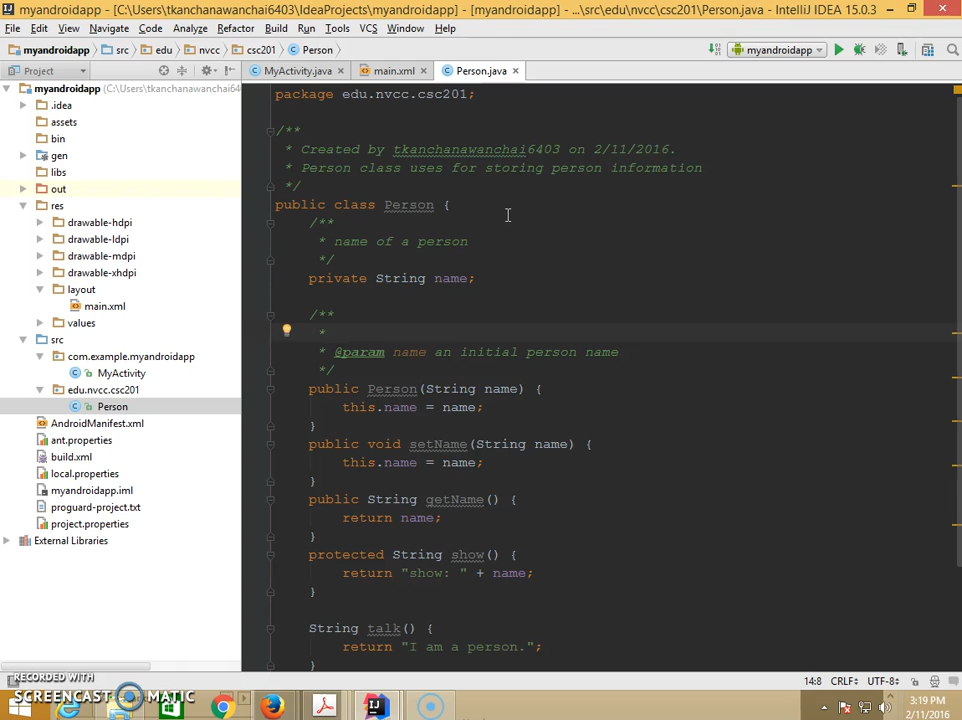 myandroidapp - [C:\Users\tkanchanawanchai6403\IdeaProjects\myandroidapp] - [myandroidapp] - ...\src\edu\nvcc\csc201\Person.java - IntelliJ IDEA 15.0.3
File Edit View Navigate Code Analyze Refactor Build Run Tools VCS Window Help
myandroidapp src edu nvcc csc201 Person myandroidapp
Project MyActivity.java main.xml Person.java
myandroidapp (C:\Users\tkanchanawanchai64
.idea
assets
bin
gen
libs
out
res
drawable-hdpi
drawable-ldpi
drawable-mdpi
drawable-xhdpi
layout
main.xml
values
src
com.example.myandroidapp
MyActivity
edu.nvcc.csc201
Person
AndroidManifest.xml
ant.properties
build.xml
local.properties
myandroidapp.iml
proguard-project.txt
project.properties
External Libraries
package edu.nvcc.csc201;
/**
* Created by tkanchanawanchai6403 on 2/11/2016.
* Person class uses for storing person information
*/
public class Person {
/**
* name of a person
*/
private String name;
/**
*
* @param name an initial person name
*/
public Person(String name) {
this.name = name;
}
public void setName(String name) {
this.name = name;
}
public String getName() {
return name;
}
protected String show() {
return "show: " + name;
}
String talk() {
return "I am a person.";
}
14:8 CRLF UTF-8
RECORDED WITH
SCREENCAST MATIC
3:19 PM
2/11/2016